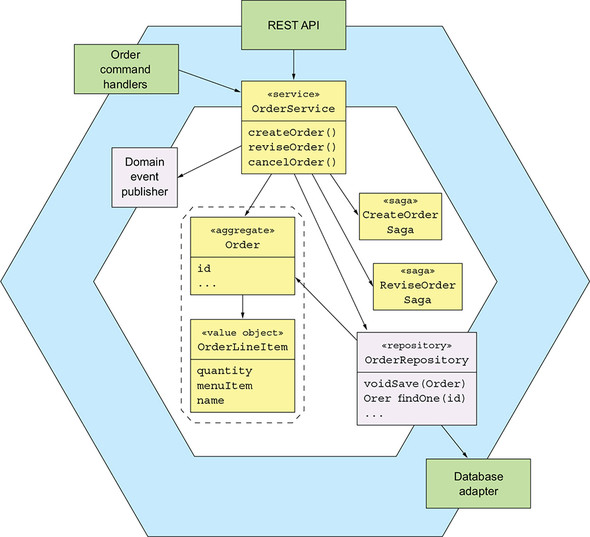 REST API
Order
command
handlers
«service»
OrderService
createOrder()
reviseOrder()
cancelOrder()
Domain
event
publisher
«saga»
CreateOrder
Saga
«aggregate»
Order
id
...
«saga»
ReviseOrder
Saga
«value object»
OrderLineItem
quantity
menuItem
name
«repository»
OrderRepository
voidSave(Order)
Orer findOne(id)
...
Database
adapter